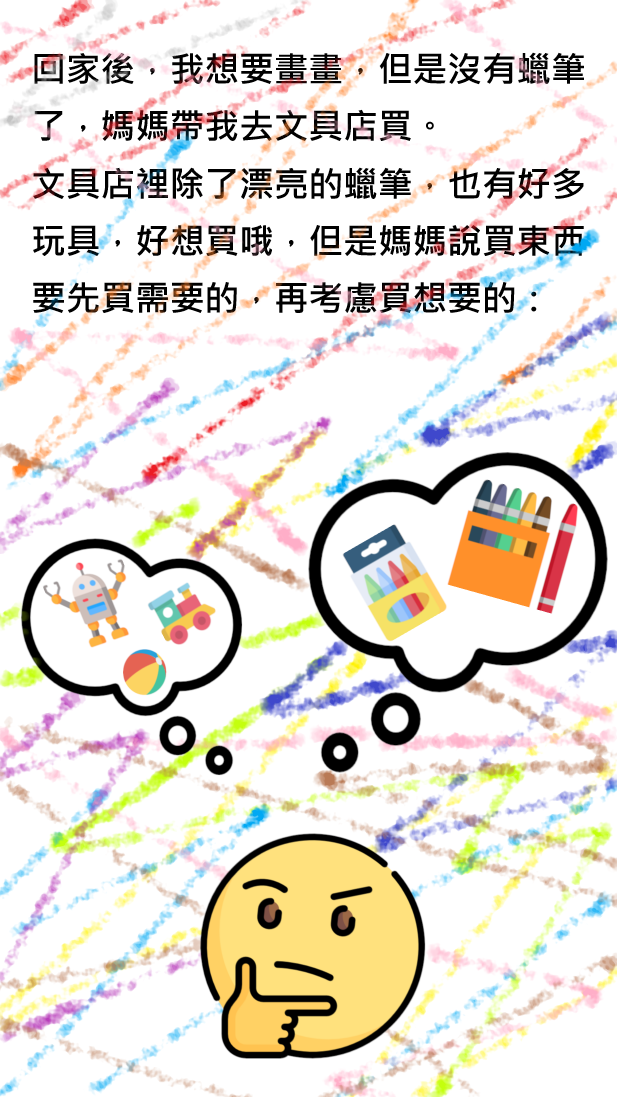 回家後，我想要畫畫，但是沒有蠟筆
了，媽媽帶我去文具店買。
文具店裡除了漂亮的蠟筆，也有好多
玩具，好想買哦，但是媽媽說買東西
要先買需要的，再考慮買想要的：